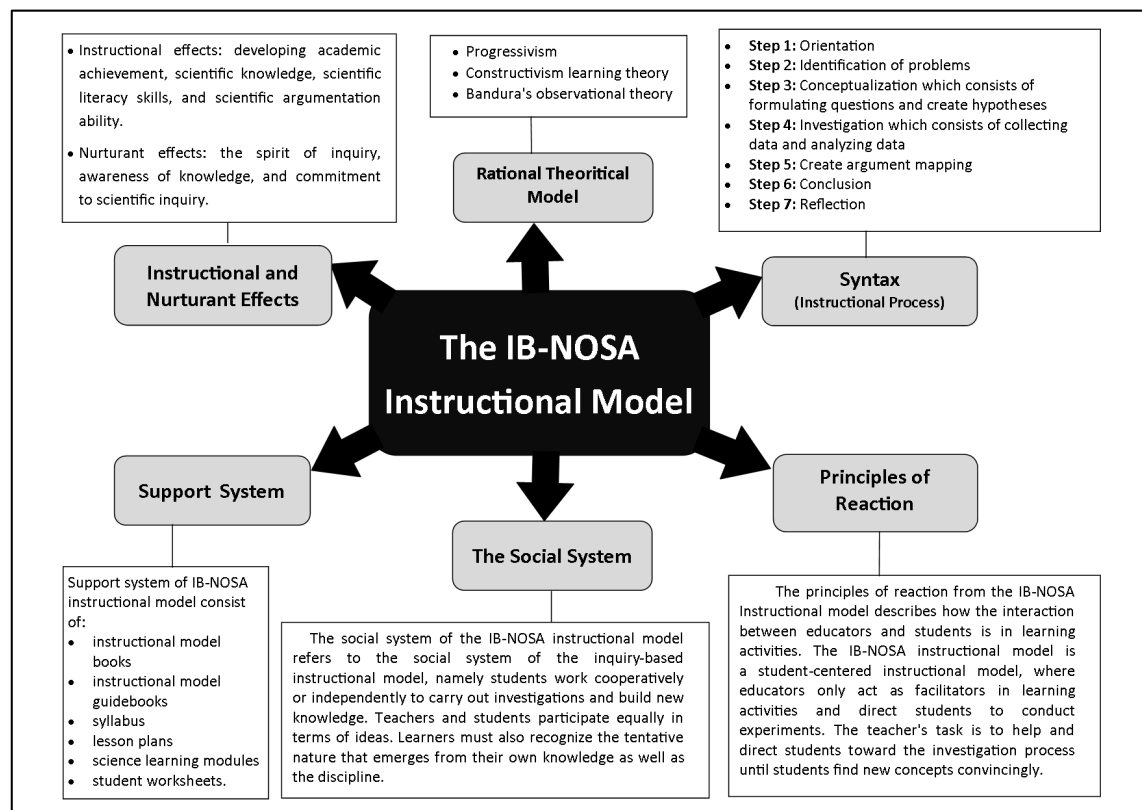 • Instructional effects: developing academic
achievement, scientific knowledge, scientific
literacy skills, and scientific argumentation
ability.
• Nurturant effects: the spirit of inquiry,
awareness of knowledge, and commitment
to scientific inquiry.
Instructional and
Nurturant Effects
• Progressivism
• Constructivism learning theory
• Bandura's observational theory
Rational Theoritical
Model
• Step 1: Orientation
• Step 2: Identification of problems
• Step 3: Conceptualization which consists of
formulating questions and create hypotheses
• Step 4: Investigation which consists of collecting
data and analyzing data
• Step 5: Create argument mapping
• Step 6: Conclusion
• Step 7: Reflection
Syntax
(Instructional Process)
The IB-NOSA
Instructional Model
Support System
Support system of IB-NOSA
instructional model consist
of:
• instructional model
books
• instructional model
guidebooks
• syllabus
• lesson plans
• science learning modules
• student worksheets.
The Social System
The social system of the IB-NOSA instructional model
refers to the social system of the inquiry-based
instructional model, namely students work cooperatively
or independently to carry out investigations and build new
knowledge. Teachers and students participate equally in
terms of ideas. Learners must also recognize the tentative
nature that emerges from their own knowledge as well as
the discipline.
Principles of
Reaction
The principles of reaction from the IB-NOSA
Instructional model describes how the interaction
between educators and students is in learning
activities. The IB-NOSA instructional model is
a student-centered instructional model, where
educators only act as facilitators in learning
activities and direct students to conduct
experiments. The teacher's task is to help and
direct students toward the investigation process
until students find new concepts convincingly.